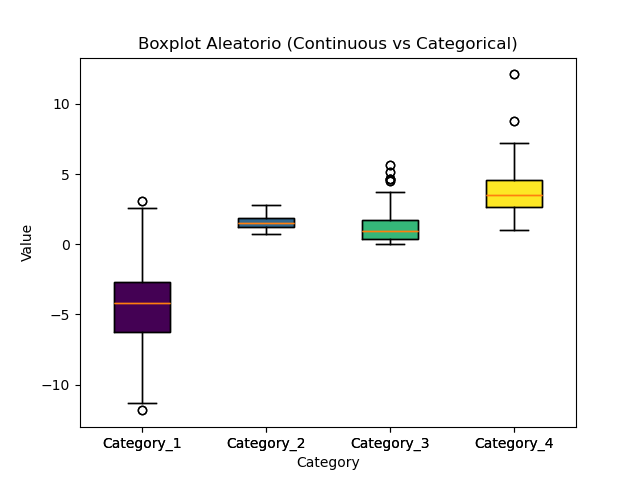 Boxplot Aleatorio (Continuous vs Categorical)
10
5
0
−5
−10
Value
Category_1 Category_2 Category_3 Category_4
Category